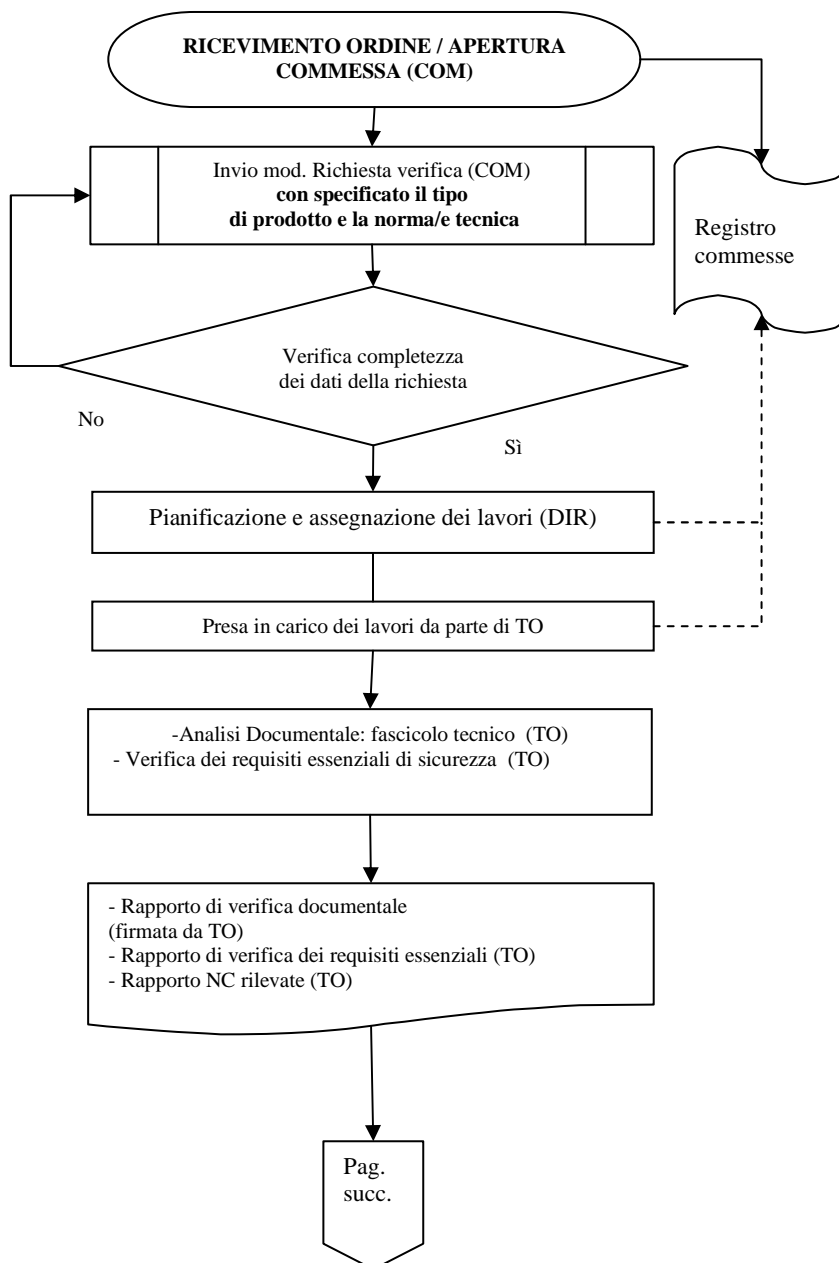 RICEVIMENTO ORDINE / APERTURA
COMMESSA (COM)
Invio mod. Richiesta verifica (COM)
con specificato il tipo
di prodotto e la norma/e tecnica
Registro
commesse
Verifica completezza
dei dati della richiesta
No
Sì
Pianificazione e assegnazione dei lavori (DIR)
Presa in carico dei lavori da parte di TO
-Analisi Documentale: fascicolo tecnico (TO)
- Verifica dei requisiti essenziali di sicurezza (TO)
- Rapporto di verifica documentale
(firmata da TO)
- Rapporto di verifica dei requisiti essenziali (TO)
- Rapporto NC rilevate (TO)
Pag.
succ.